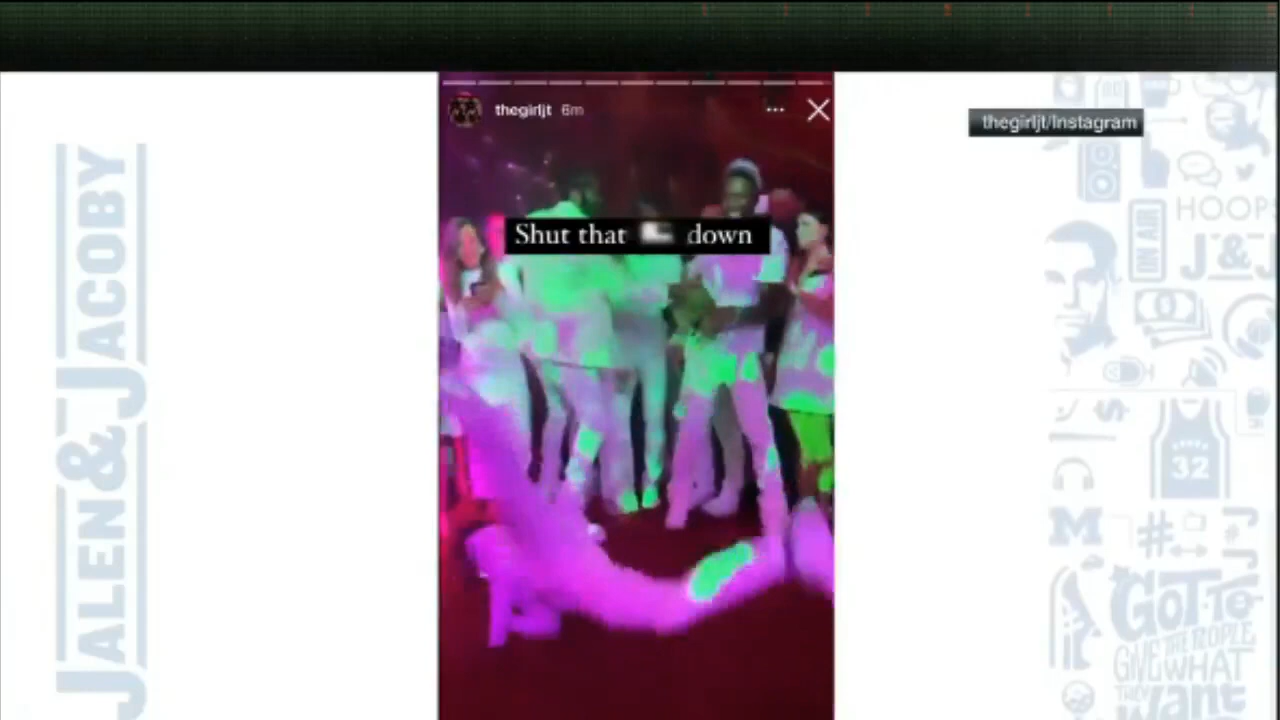 thegirljt 6m
thegirljt/Instagram
Shut that down
JALEN & JACOBY
HOOP
ON AIR
J&J
32
M
#
GOT TO
GIVE THE PEOPLE
WHAT
THEY Want